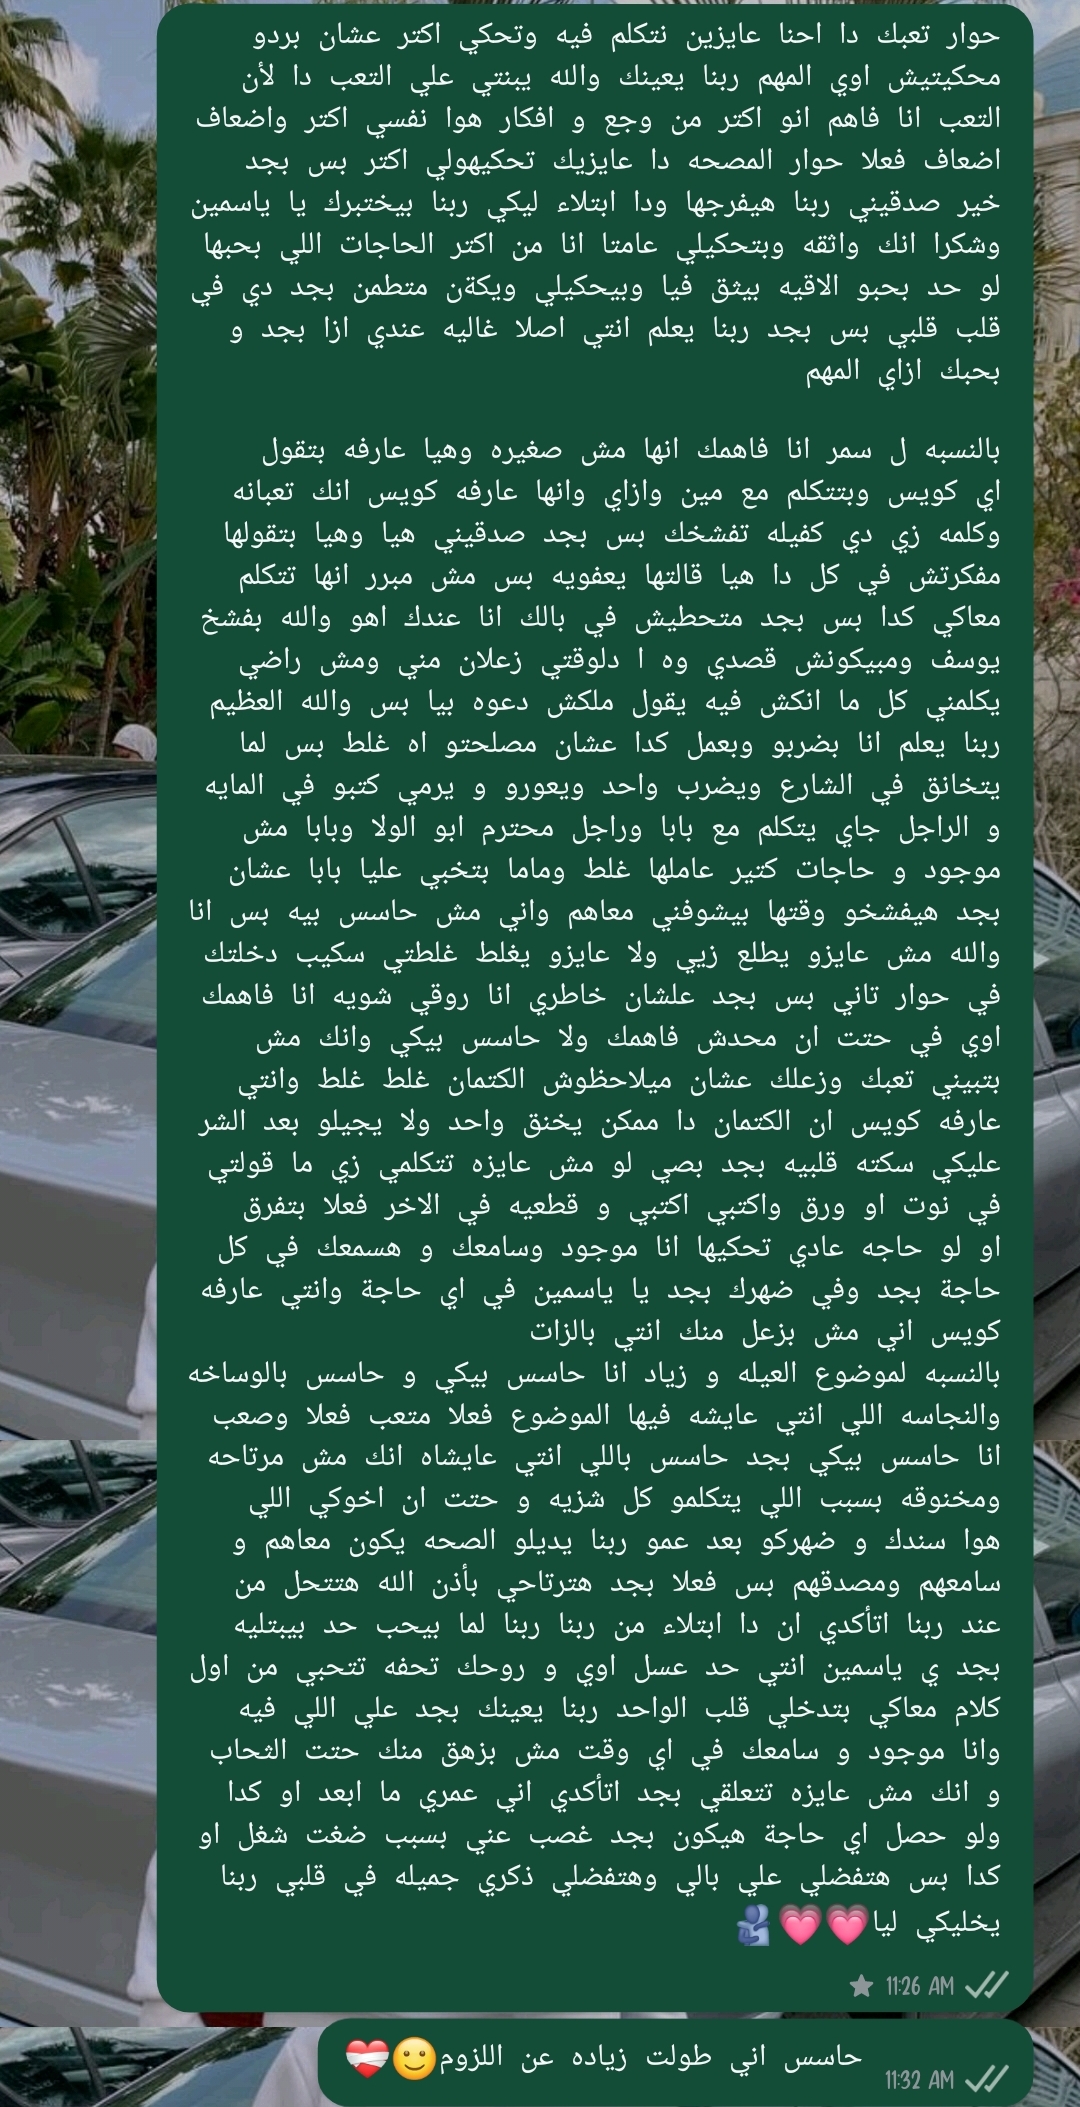 حوار تعبك دا احنا عايزين نتكلم فيه وتحكي اكتر عشان بردو
محكيتيش اوي المهم ربنا يعينك والله يبنتي علي التعب دا لأن
التعب انا فاهم انو اكتر من وجع و افكار هوا نفسي اكتر واضعاف
اضعاف فعلا حوار المصحه دا عايزيك تحكيهولي اكتر بس بجد
خير صدقيني ربنا هيفرجها ودا ابتلاء ليكي ربنا بيختبرك يا ياسمين
وشكرا انك واثقه وبتحكيلي عامتا انا من اكتر الحاجات اللي بحبها
لو حد بحبو الاقيه بيثق فيا وبيحكيلي ويكةن متطمن بجد دي في
قلب قلبي بس بجد ربنا يعلم انتي اصلا غاليه عندي ازا بجد و
بحبك ازاي المهم
بالنسبه ل سمر انا فاهمك انها مش صغيره وهيا عارفه بتقول
اي كويس وبتتكلم مع مين وازاي وانها عارفه كويس انك تعبانه
وكلمه زي دي كفيله تفشخك بس بجد صدقيني هيا وهيا بتقولها
مفكرتش في كل دا هيا قالتها يعفويه بس مش مبرر انها تتكلم
معاكي كدا بس بجد متحطيش في بالك انا عندك اهو والله بفشخ
يوسف ومبيكونش قصدي وه ا دلوقتي زعلان مني ومش راضي
يكلمني كل ما انكش فيه يقول ملكش دعوه بيا بس والله العظيم
ربنا يعلم انا بضربو وبعمل كدا عشان مصلحتو اه غلط بس لما
يتخانق في الشارع ويضرب واحد ويعورو و يرمي كتبو في المايه
و الراجل جاي يتكلم مع بابا وراجل محترم ابو الولا وبابا مش
موجود و حاجات كتير عاملها غلط وماما بتخبي عليا بابا عشان
بجد هيفشخو وقتها بيشوفني معاهم واني مش حاسس بيه بس انا
والله مش عايزو يطلع زيي ولا عايزو يغلط غلطتي سكيب دخلتك
في حوار تاني بس بجد علشان خاطري انا روقي شويه انا فاهمك
اوي في حتت ان محدش فاهمك ولا حاسس بيكي وانك مش
بتبيني تعبك وزعلك عشان ميلاحظوش الكتمان غلط غلط وانتي
عارفه كويس ان الكتمان دا ممكن يخنق واحد ولا يجيلو بعد الشر
عليكي سكته قلبيه بجد بصي لو مش عايزه تتكلمي زي ما قولتي
في نوت او ورق واكتبي اكتبي و قطعيه في الاخر فعلا بتفرق
او لو حاجه عادي تحكيها انا موجود وسامعك و هسمعك في كل
حاجة بجد وفي ضهرك بجد يا ياسمين في اي حاجة وانتي عارفه
كويس اني مش بزعل منك انتي بالزات
بالنسبه لموضوع العيله و زياد انا حاسس بيكي و حاسس بالوساخه
والنجاسه اللي انتي عايشه فيها الموضوع فعلا متعب فعلا وصعب
انا حاسس بيكي بجد حاسس باللي انتي عايشاه انك مش مرتاحه
ومخنوقه بسبب اللي يتكلمو كل شزيه و حتت ان اخوكي اللي
هوا سندك و ضهركو بعد عمو ربنا يديلو الصحه يكون معاهم و
سامعهم ومصدقهم بس فعلا بجد هترتاحي بأذن الله هتتحل من
عند ربنا اتأكدي ان دا ابتلاء من ربنا ربنا لما بيحب حد بيبتليه
بجد ي ياسمين انتي حد عسل اوي و روحك تحفه تتحبي من اول
كلام معاكي بتدخلي قلب الواحد ربنا يعينك بجد علي اللي فيه
وانا موجود و سامعك في اي وقت مش بزهق منك حتت الثحاب
و انك مش عايزه تتعلقي بجد اتأكدي اني عمري ما ابعد او كدا
ولو حصل اي حاجة هيكون بجد غصب عني بسبب ضغت شغل او
كدا بس هتفضلي علي بالي وهتفضلي ذكري جميله في قلبي ربنا
يخليكي ليا💗💗🫂
11:26 AM
حاسس اني طولت زياده عن اللزوم🙂❤️‍🩹
11:32 AM